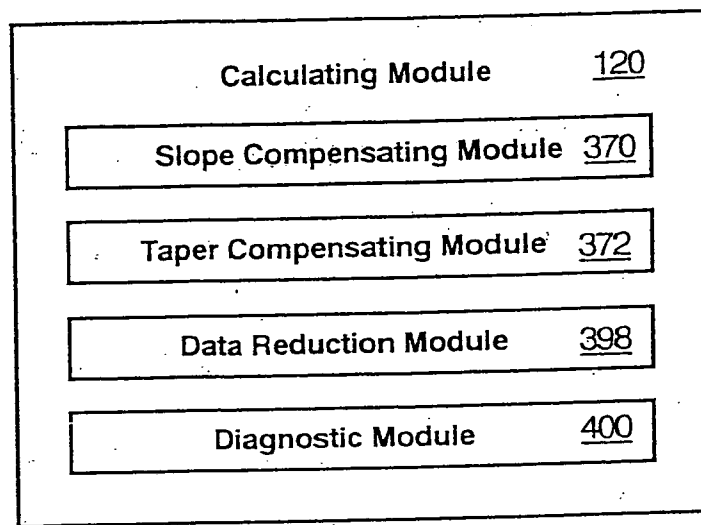 Calculating Module 120
Slope Compensating Module 370
Taper Compensating Module 372
Data Reduction Module 398
Diagnostic Module 400